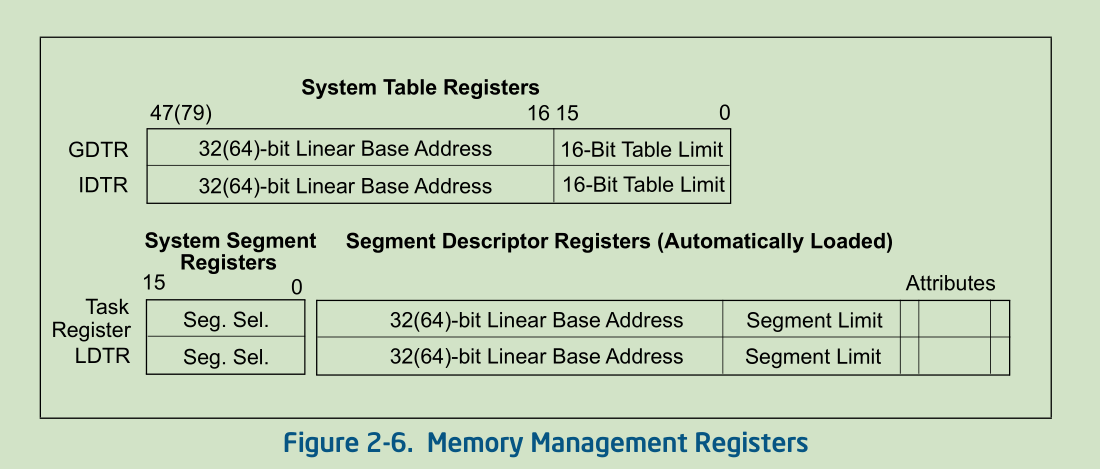 System Table Registers
47(79) 16 15 0
GDTR 32(64)-bit Linear Base Address 16-Bit Table Limit
IDTR 32(64)-bit Linear Base Address 16-Bit Table Limit
System Segment Registers
Segment Descriptor Registers (Automatically Loaded)
15 0 Attributes
Task Register Seg. Sel. 32(64)-bit Linear Base Address Segment Limit
LDTR Seg. Sel. 32(64)-bit Linear Base Address Segment Limit
Figure 2-6. Memory Management Registers